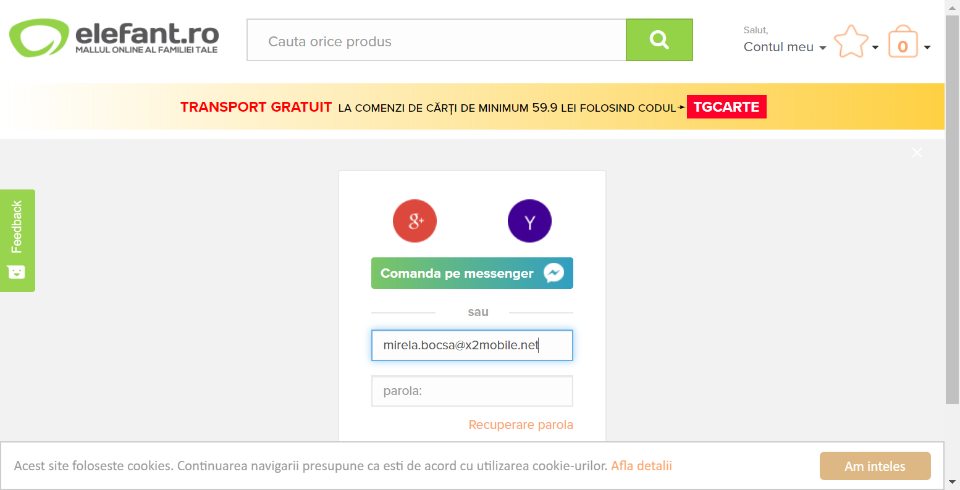 elefant.ro
MALLUL ONLINE AL FAMILIEI TALE
Cauta orice produs
Salut,
Contul meu
0
TRANSPORT GRATUIT LA COMENZI DE CĂRȚI DE MINIMUM 59.9 LEI FOLOSIND CODUL TGCARTE
Feedback
g+
Y
Comanda pe messenger
sau
mirela.bocsa@x2mobile.net
parola:
Recuperare parola
Acest site foloseste cookies. Continuarea navigarii presupune ca esti de acord cu utilizarea cookie-urilor. Afla detalii
Am inteles